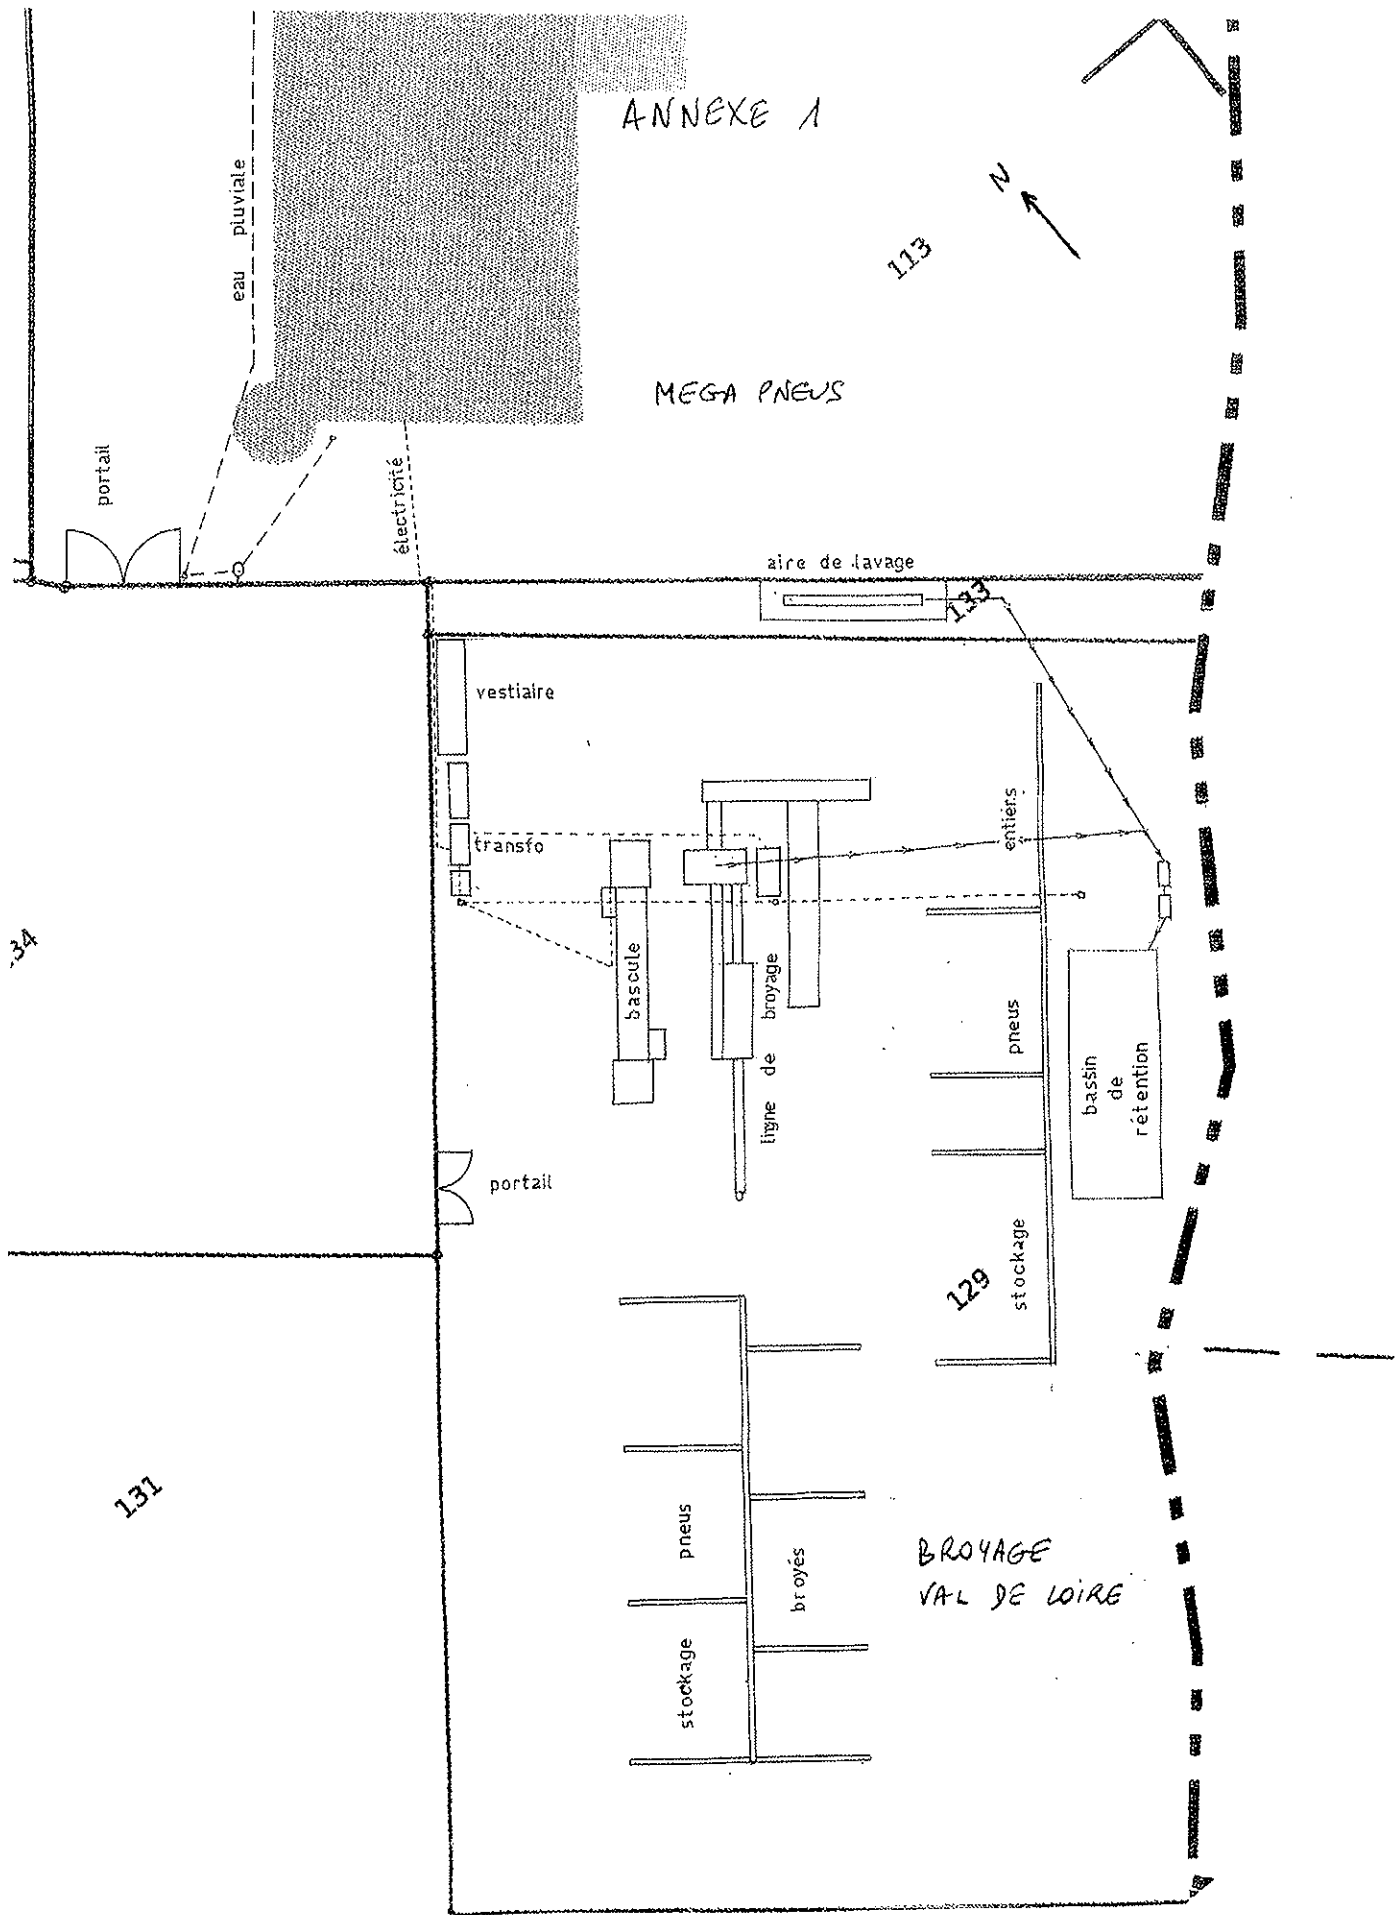 ANNEXE 1
eau pluviale
N
113
MEGA PNEUS
portail
électricité
aire de lavage
133
vestiaire
transfo
bascule
ligne de broyage
stockage pneus entiers
bassin
de
rétention
34
portail
129
131
stockage pneus
broyés
BROYAGE
VAL DE LOIRE